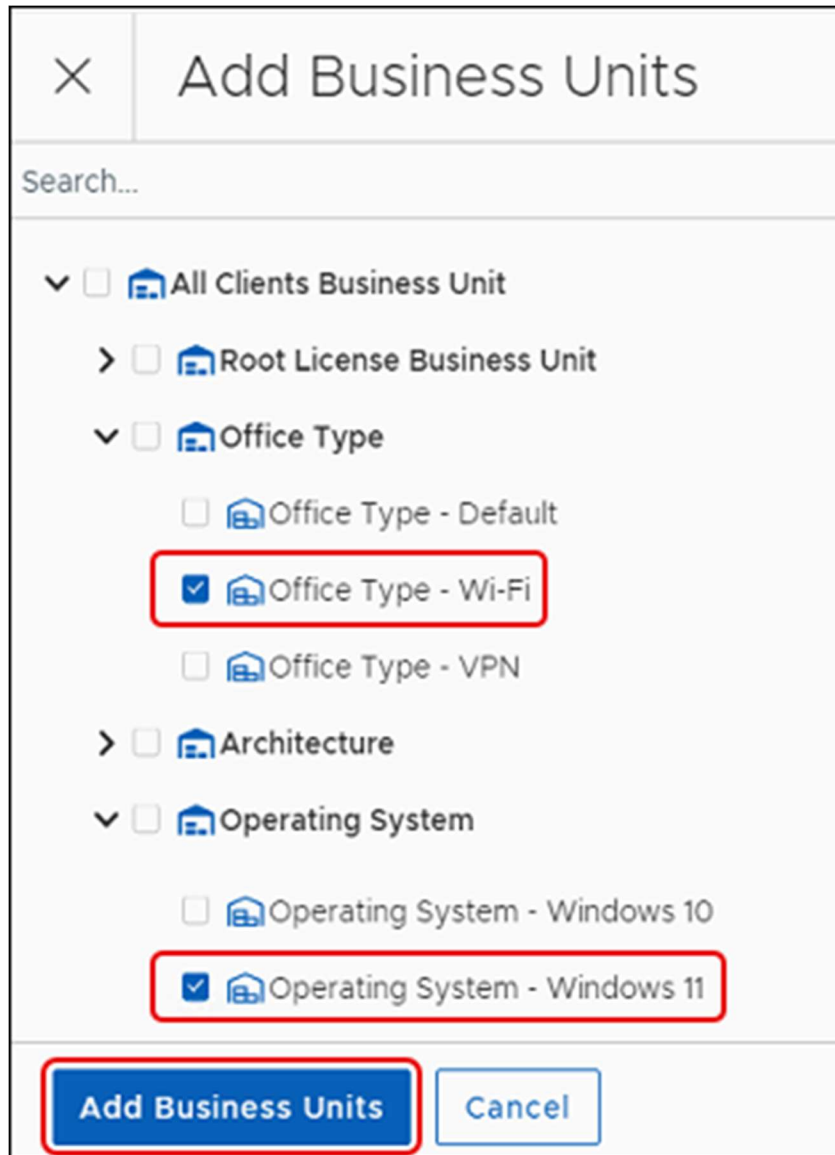 Add Business Units
Search...
All Clients Business Unit
Root License Business Unit
Office Type
Office Type - Default
Office Type - Wi-Fi
Office Type - VPN
Architecture
Operating System
Operating System - Windows 10
Operating System - Windows 11
Add Business Units Cancel